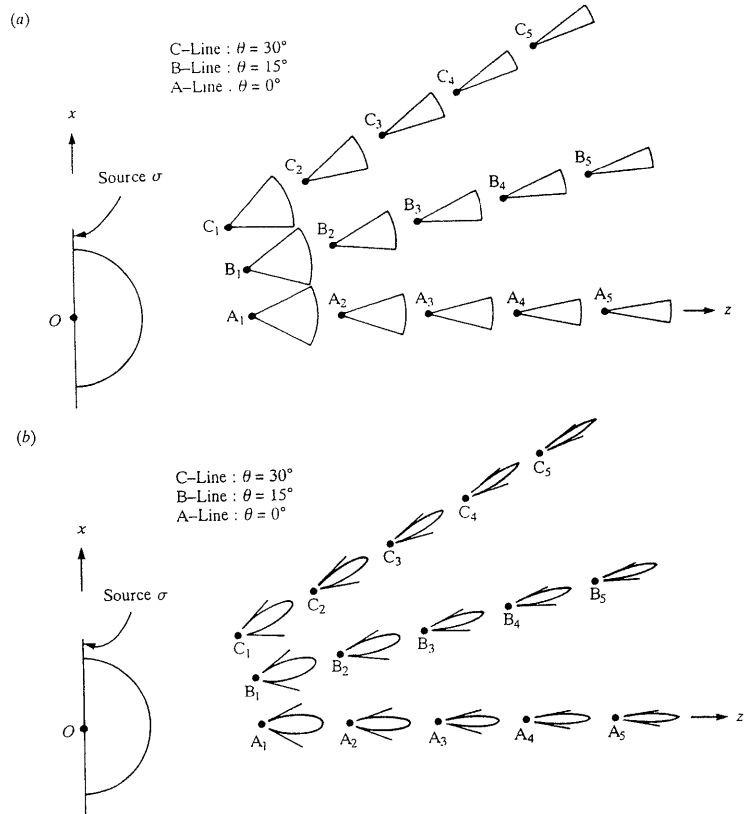 (a)
C–Line : θ = 30°
B–Line : θ = 15°
A–Line . θ = 0°
x
Source σ
O
C₁
C₂
C₃
C₄
C₅
B₁
B₂
B₃
B₄
B₅
A₁
A₂
A₃
A₄
A₅
z
(b)
C–Line : θ = 30°
B–Line : θ = 15°
A–Line : θ = 0°
x
Source σ
O
C₁
C₂
C₃
C₄
C₅
B₁
B₂
B₃
B₄
B₅
A₁
A₂
A₃
A₄
A₅
z